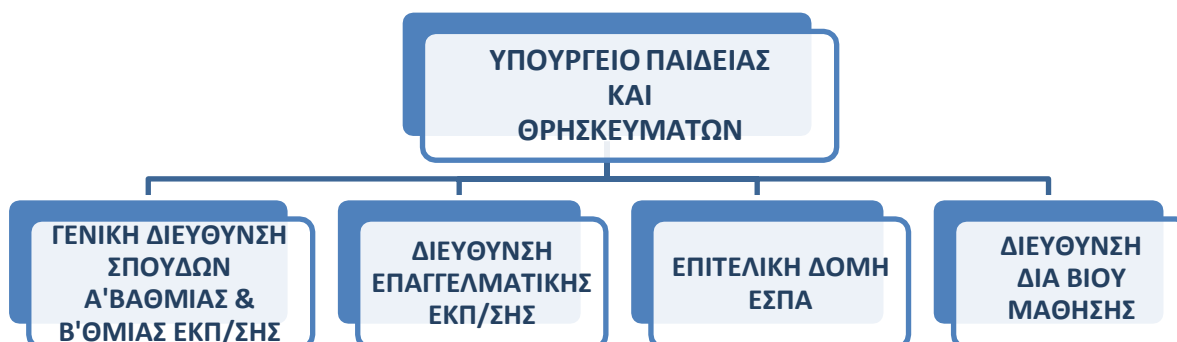 ΥΠΟΥΡΓΕΙΟ ΠΑΙΔΕΙΑΣ
ΚΑΙ
ΘΡΗΣΚΕΥΜΑΤΩΝ
ΓΕΝΙΚΗ ΔΙΕΥΘΥΝΣΗ
ΣΠΟΥΔΩΝ
Α'ΒΑΘΜΙΑΣ &
Β'ΘΜΙΑΣ ΕΚΠ/ΣΗΣ
ΔΙΕΥΘΥΝΣΗ
ΕΠΑΓΓΕΛΜΑΤΙΚΗΣ
ΕΚΠ/ΣΗΣ
ΕΠΙΤΕΛΙΚΗ ΔΟΜΗ
ΕΣΠΑ
ΔΙΕΥΘΥΝΣΗ
ΔΙΑ ΒΙΟΥ
ΜΑΘΗΣΗΣ